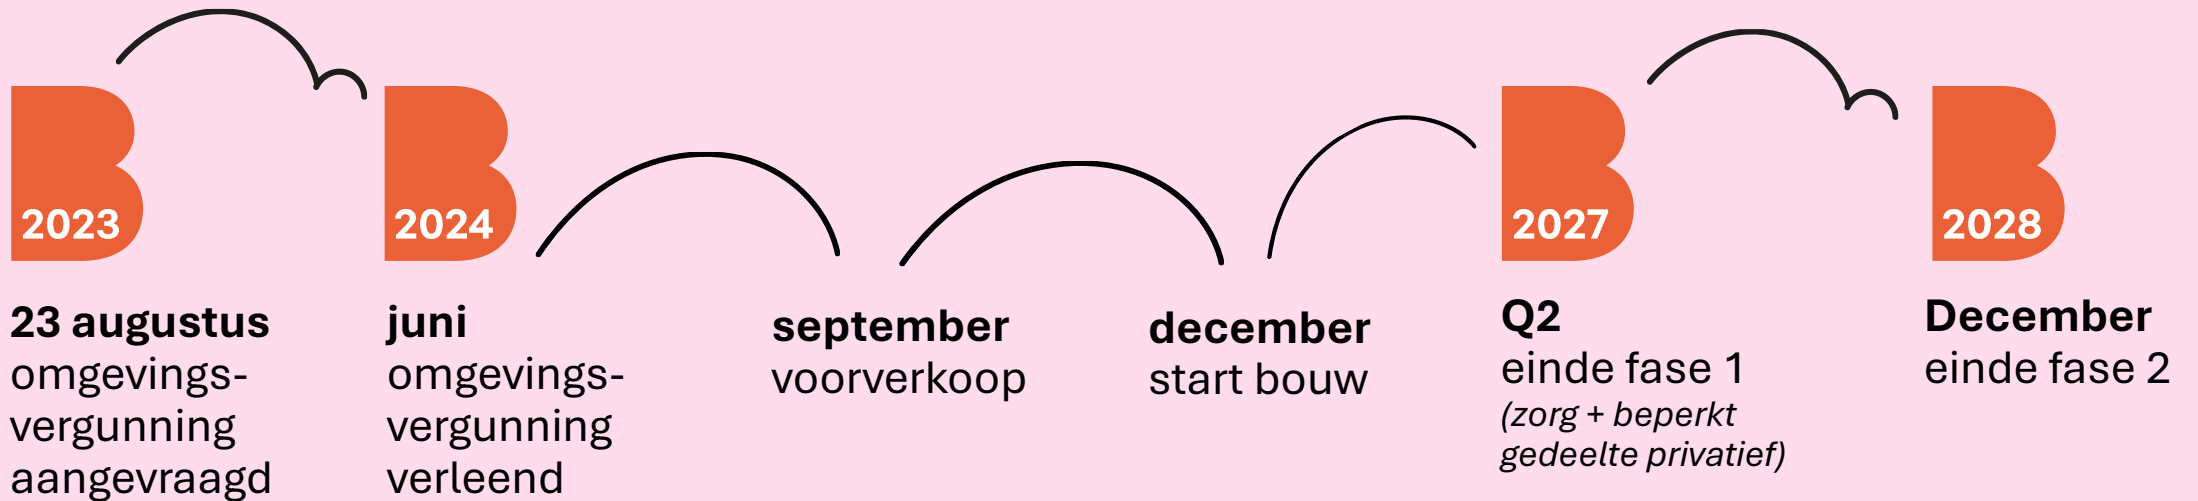 2023
23 augustus
omgevings-
vergunning
aangevraagd
2024
juni
omgevings-
vergunning
verleend
september
voorverkoop
december
start bouw
2027
Q2
einde fase 1
(zorg + beperkt
gedeelte privatief)
2028
December
einde fase 2